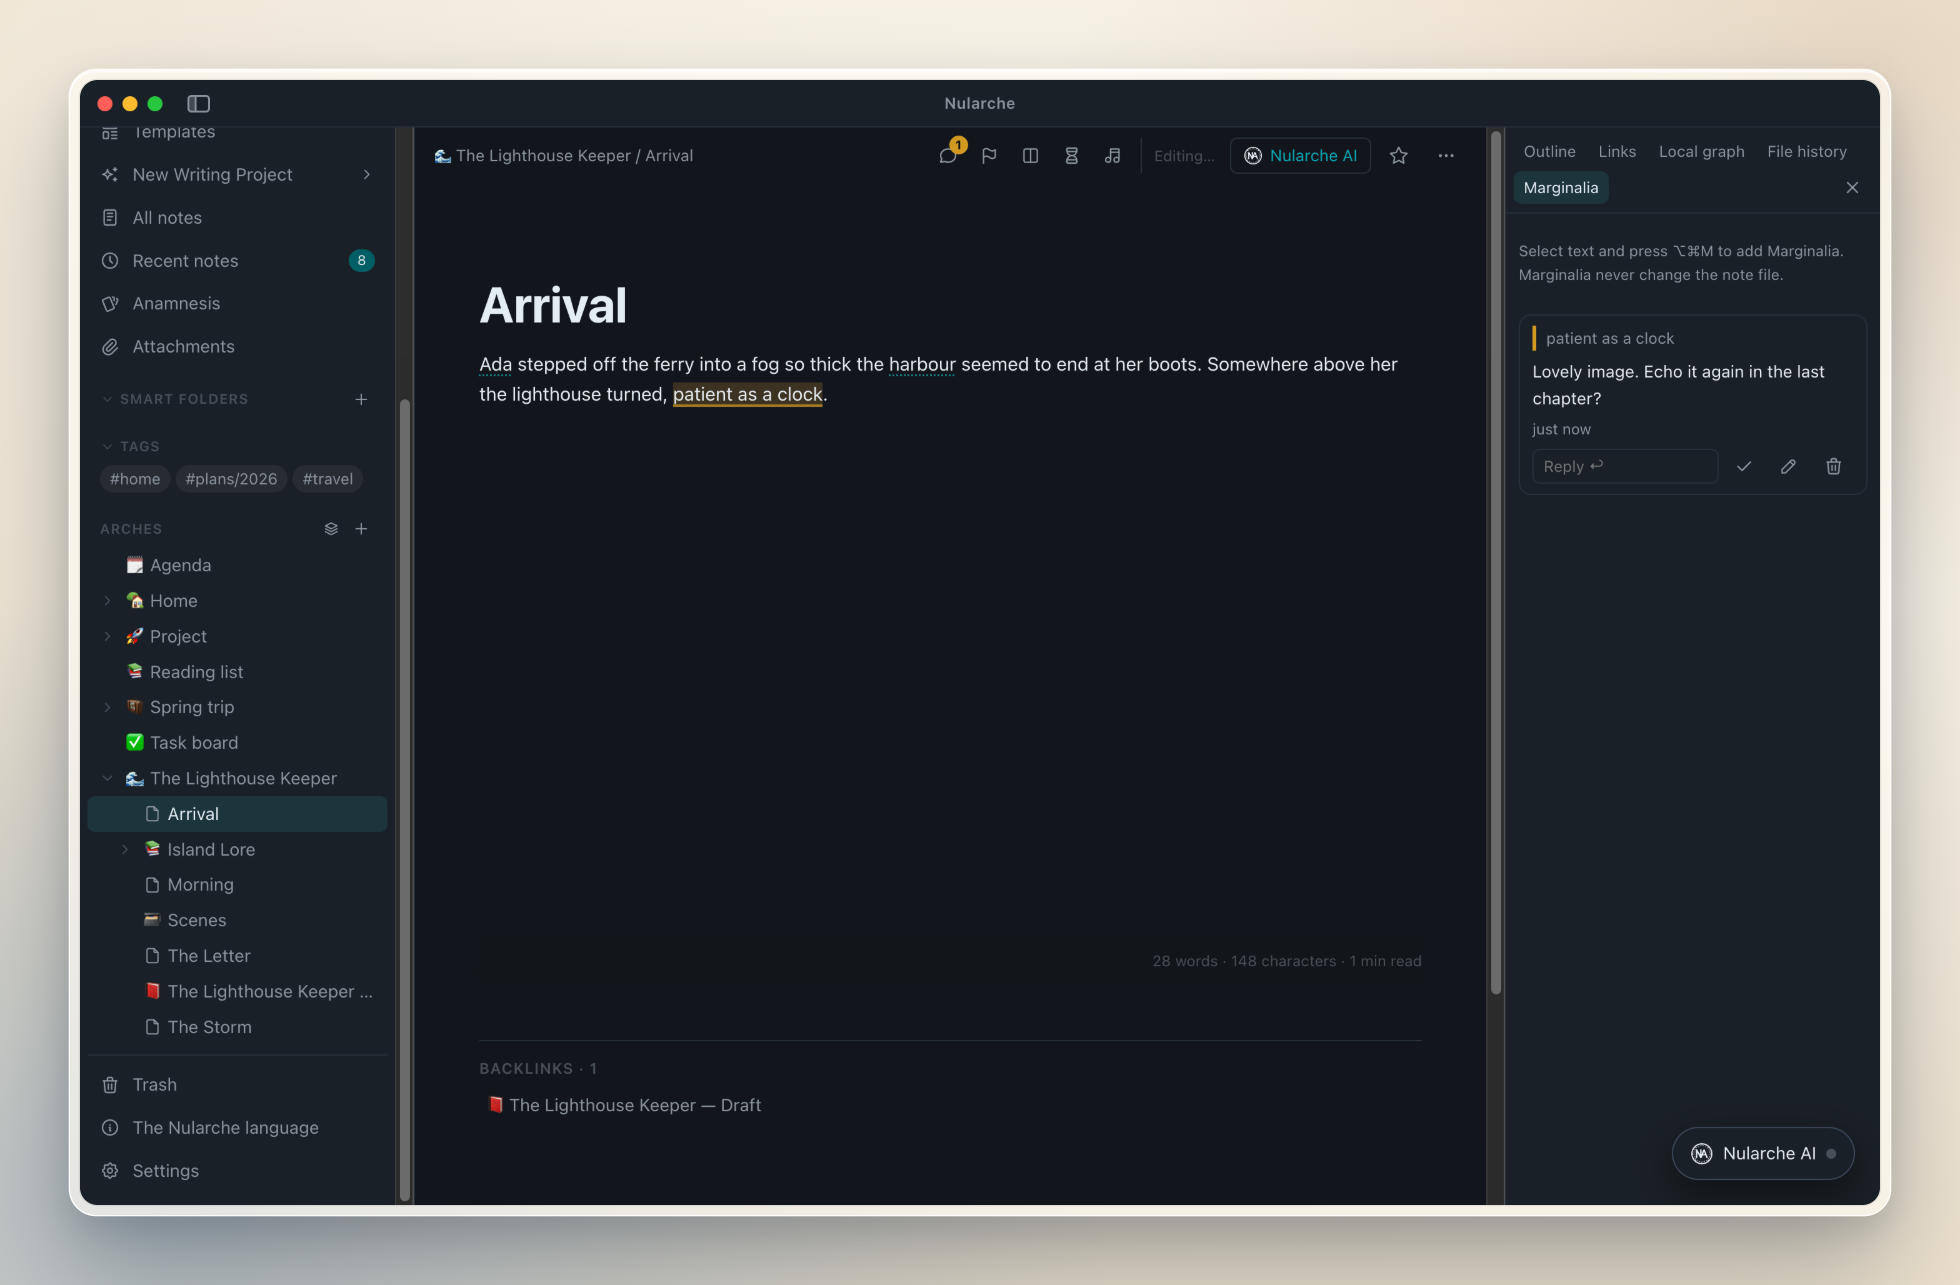 Nularche
Templates
New Writing Project
All notes
Recent notes 8
Anamnesis
Attachments
SMART FOLDERS
TAGS
#home #plans/2026 #travel
ARCHES
Agenda
Home
Project
Reading list
Spring trip
Task board
The Lighthouse Keeper
Arrival
Island Lore
Morning
Scenes
The Letter
The Lighthouse Keeper ...
The Storm
Trash
The Nularche language
Settings
The Lighthouse Keeper / Arrival
1
Editing...
NA Nularche AI
Arrival
Ada stepped off the ferry into a fog so thick the harbour seemed to end at her boots. Somewhere above her
the lighthouse turned, patient as a clock.
28 words · 148 characters · 1 min read
BACKLINKS · 1
The Lighthouse Keeper — Draft
Outline Links Local graph File history
Marginalia
Select text and press ⌥⌘M to add Marginalia.
Marginalia never change the note file.
patient as a clock
Lovely image. Echo it again in the last
chapter?
just now
Reply ↩
NA Nularche AI